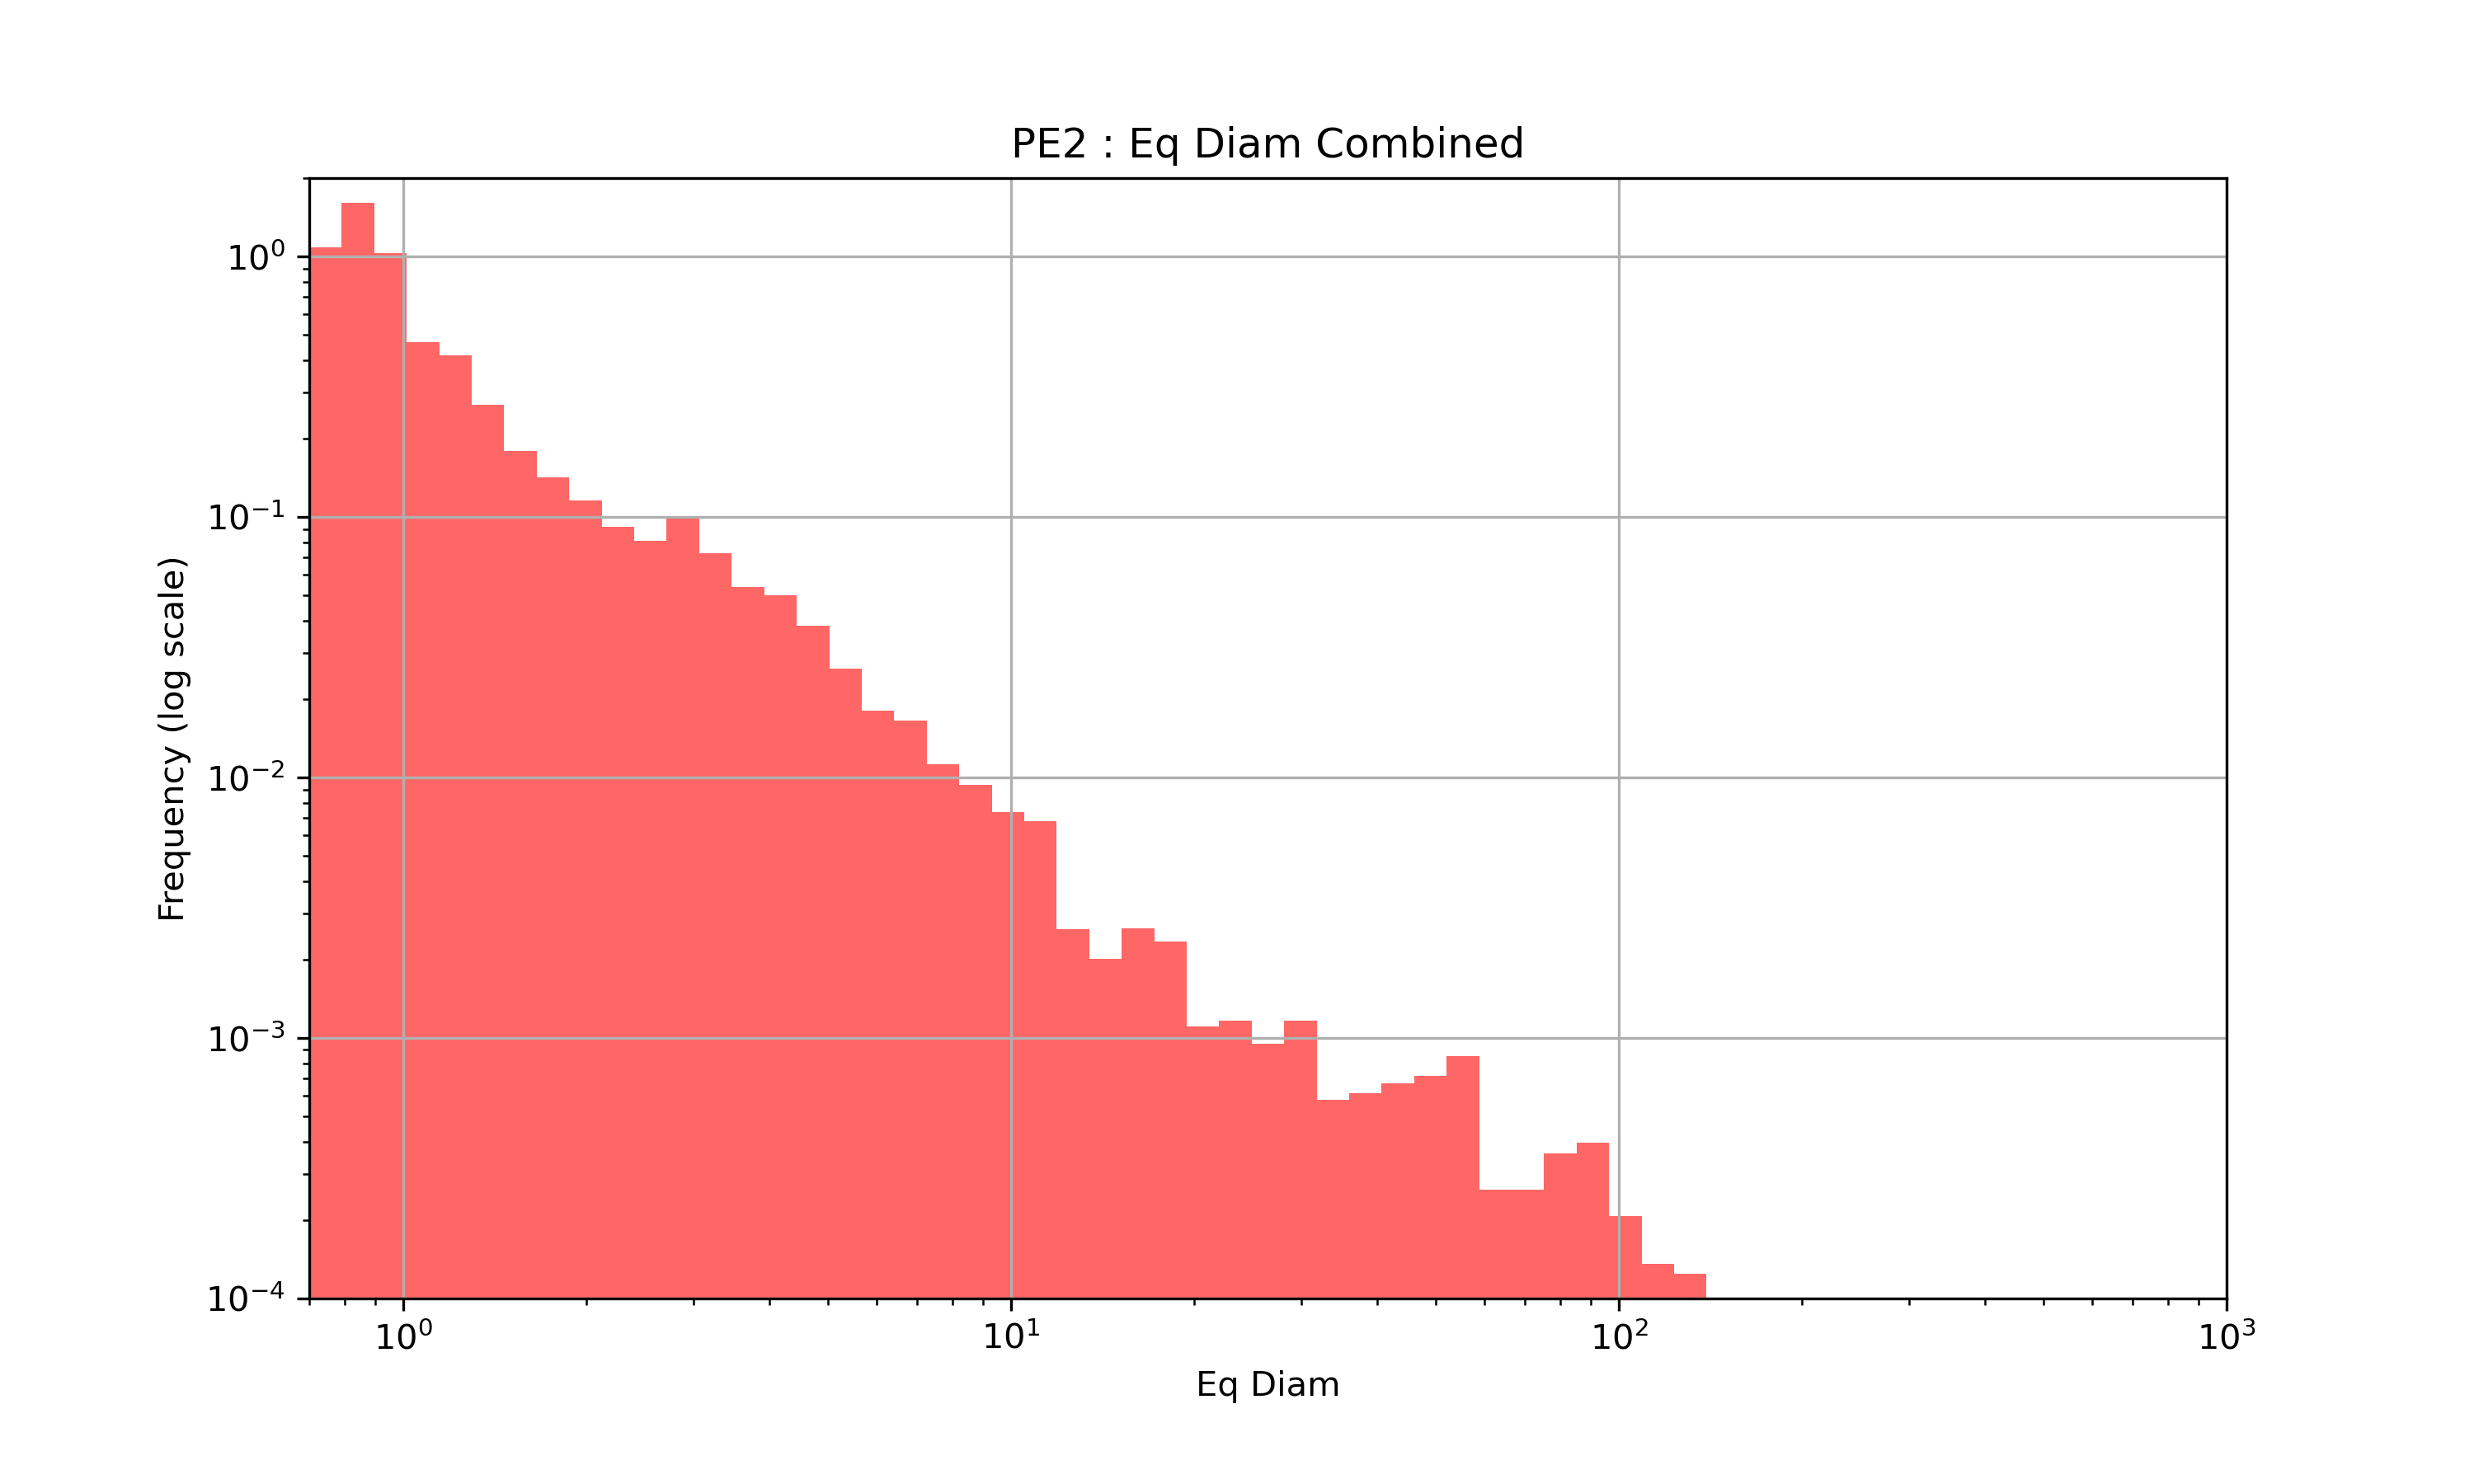 PE2 : Eq Diam Combined
Frequency (log scale)
10⁰
10⁻¹
10⁻²
10⁻³
10⁻⁴
10⁰ 10¹ 10² 10³
Eq Diam